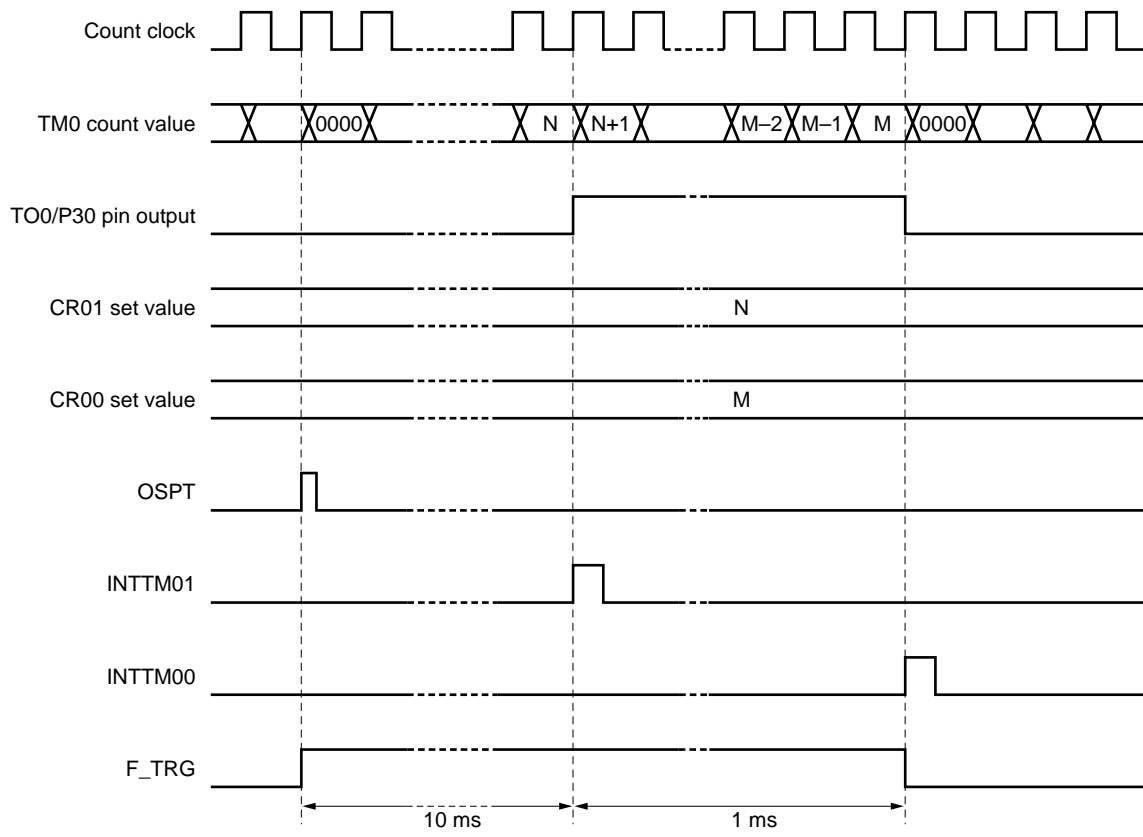 Count clock
TM0 count value
0000 N N+1 M–2 M–1 M 0000
TO0/P30 pin output
CR01 set value
N
CR00 set value
M
OSPT
INTTM01
INTTM00
F_TRG
10 ms 1 ms